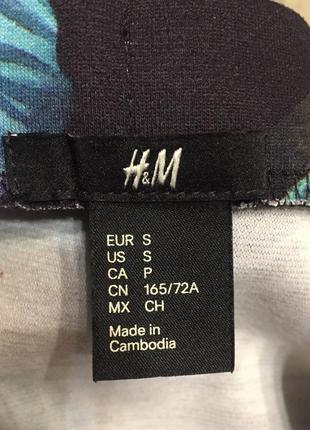 H&M
EUR S
US S
CA P
CN 165/72A
MX CH
Made in
Cambodia